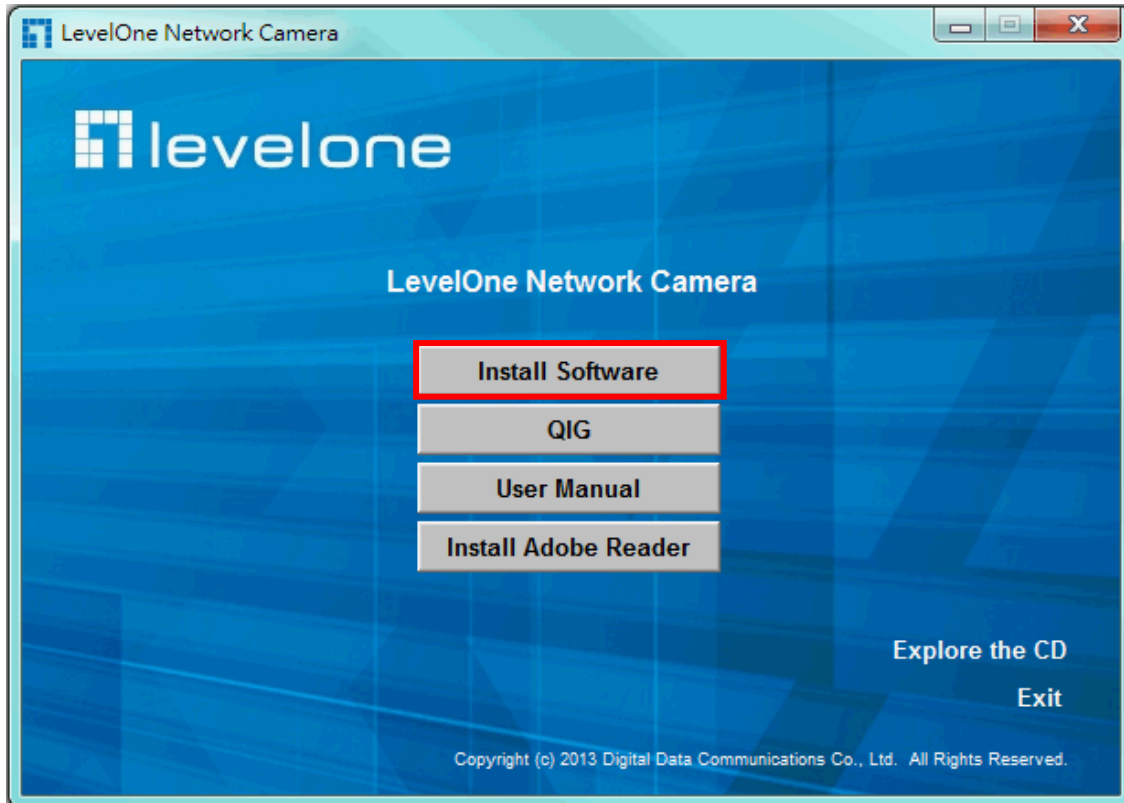 LevelOne Network Camera
levelone
LevelOne Network Camera
Install Software
QIG
User Manual
Install Adobe Reader
Explore the CD
Exit
Copyright (c) 2013 Digital Data Communications Co., Ltd. All Rights Reserved.